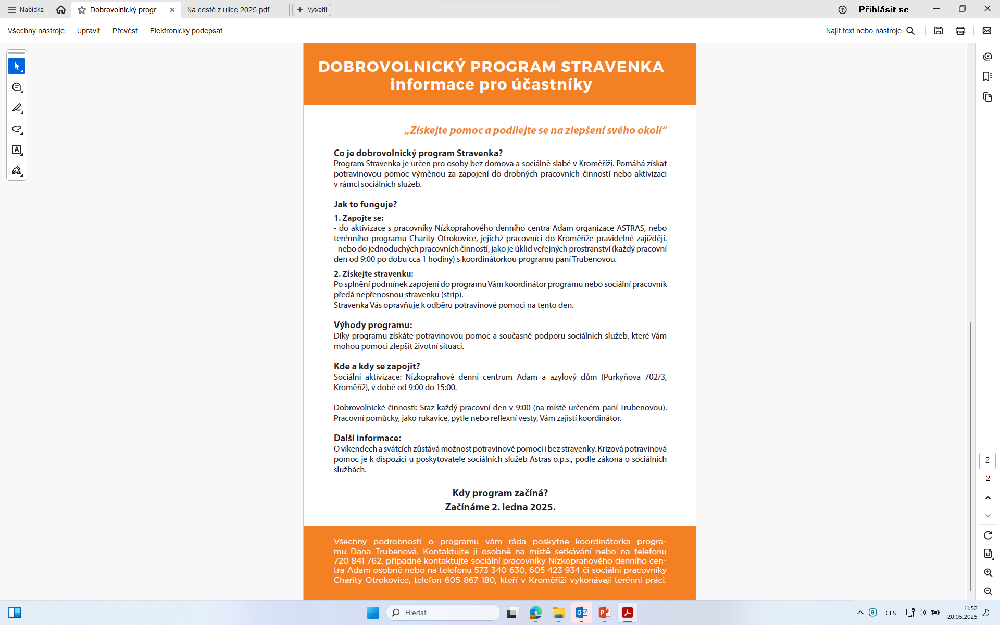 Nabídka
Dobrovolnický progr...
Na cestě z ulice 2025.pdf
Vytvořit
Přihlásit se
Všechny nástroje
Upravit
Převést
Elektronicky podepsat
Najít text nebo nástroje
DOBROVOLNICKÝ PROGRAM STRAVENKA
informace pro účastníky
„Získejte pomoc a podílejte se na zlepšení svého okolí“
Co je dobrovolnický program Stravenka?
Program Stravenka je určen pro osoby bez domova a sociálně slabé v Kroměříži. Pomáhá získat
potravinovou pomoc výměnou za zapojení do drobných pracovních činností nebo aktivizaci
v rámci sociálních služeb.
Jak to funguje?
1. Zapojte se:
- do aktivizace s pracovníky Nízkoprahového denního centra Adam organizace ASTRAS, nebo
terénního programu Charity Otrokovice, jejichž pracovníci do Kroměříže pravidelně zajíždějí.
- nebo do jednoduchých pracovních činností, jako je úklid veřejných prostranství (každý pracovní
den od 9:00 po dobu cca 1 hodiny) s koordinátorkou programu paní Trubenovou.
2. Získejte stravenku:
Po splnění podmínek zapojení do programu Vám koordinátor programu nebo sociální pracovník
předá nepřenosnou stravenku (strip).
Stravenka Vás opravňuje k odběru potravinové pomoci na tento den.
Výhody programu:
Díky programu získáte potravinovou pomoc a současně podporu sociálních služeb, které Vám
mohou pomoci zlepšit životní situaci.
Kde a kdy se zapojit?
Sociální aktivizace: Nízkoprahové denní centrum Adam a azylový dům (Purkyňova 702/3,
Kroměříž), v době od 9:00 do 15:00.
Dobrovolnické činnosti: Sraz každý pracovní den v 9:00 (na místě určeném paní Trubenovou).
Pracovní pomůcky, jako rukavice, pytle nebo reflexní vesty, Vám zajistí koordinátor.
Další informace:
O víkendech a svátcích zůstává možnost potravinové pomoci i bez stravenky. Krizová potravinová
pomoc je k dispozici u poskytovatele sociálních služeb Astras o.p.s., podle zákona o sociálních
službách.
Kdy program začíná?
Začínáme 2. ledna 2025.
Všechny podrobnosti o programu vám ráda poskytne koordinátorka progra-
mu Dana Trubenová. Kontaktujte ji osobně na místě setkávání nebo na telefonu
720 841 762, případně kontaktujte sociální pracovníky Nízkoprahového denního cen-
tra Adam osobně nebo na telefonu 573 340 630, 605 423 934 či sociální pracovníky
Charity Otrokovice, telefon 605 867 180, kteří v Kroměříži vykonávají terénní práci.
2
2
1:1
Hledat
CES
11:52
20.05.2025